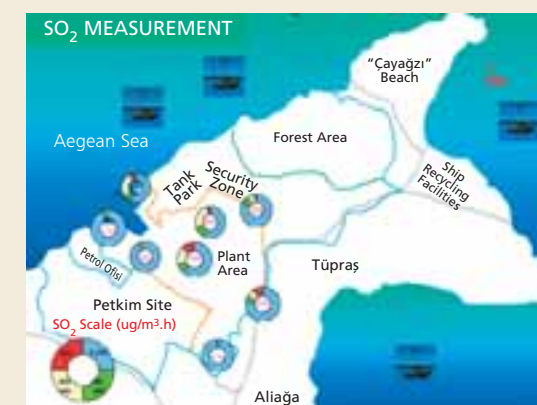 SO₂ MEASUREMENT
“Çayağzı”
Beach
Aegean Sea
Forest Area
Ship
Recycling
Facilities
Security
Zone
Tank
Park
Plant
Area
Petrol Ofisi
Tüpraş
Petkim Site
SO₂ Scale (ug/m³.h)
Aliağa